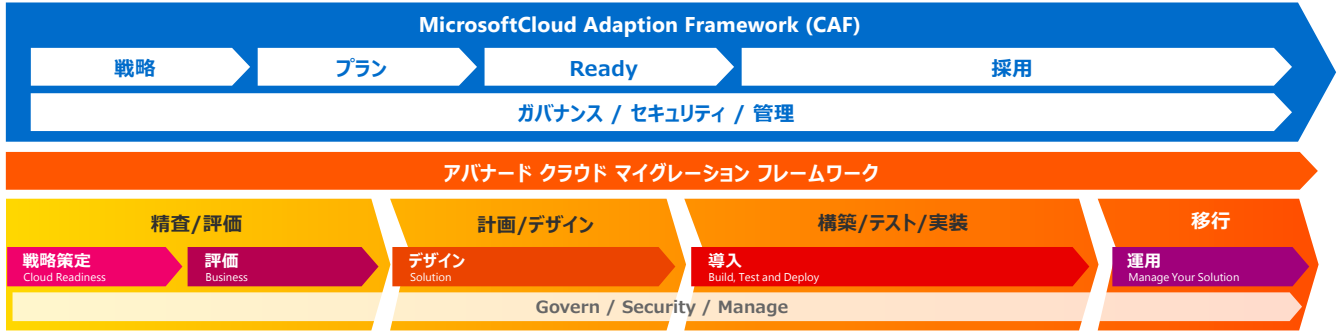 MicrosoftCloud Adaption Framework (CAF)
戦略
プラン
Ready
採用
ガバナンス / セキュリティ / 管理
アバナード クラウド マイグレーション フレームワーク
精査/評価
計画/デザイン
構築/テスト/実装
移行
戦略策定
Cloud Readiness
評価
Business
デザイン
Solution
導入
Build, Test and Deploy
運用
Manage Your Solution
Govern / Security / Manage